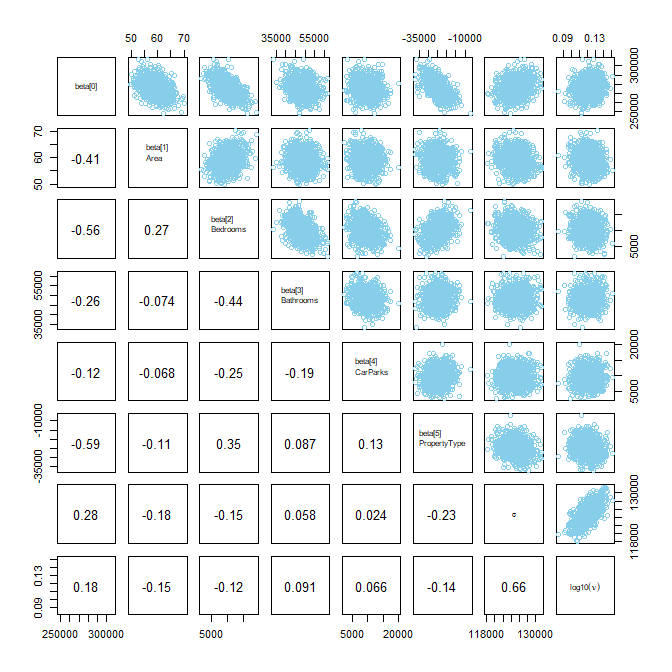 50 60 70
35000 55000
-35000 -10000
0.09 0.13
beta[0]
250000 300000
50 60 70
-0.41
beta[1]
Area
-0.56
0.27
beta[2]
Bedrooms
5000
35000 55000
-0.26
-0.074
-0.44
beta[3]
Bathrooms
-0.12
-0.068
-0.25
-0.19
beta[4]
CarParks
5000 20000
-35000 -10000
-0.59
-0.11
0.35
0.087
0.13
beta[5]
PropertyType
0.28
-0.18
-0.15
0.058
0.024
-0.23
σ
118000 130000
0.09 0.13
0.18
-0.15
-0.12
0.091
0.066
-0.14
0.66
log10(ν)
250000 300000
5000
5000 20000
118000 130000